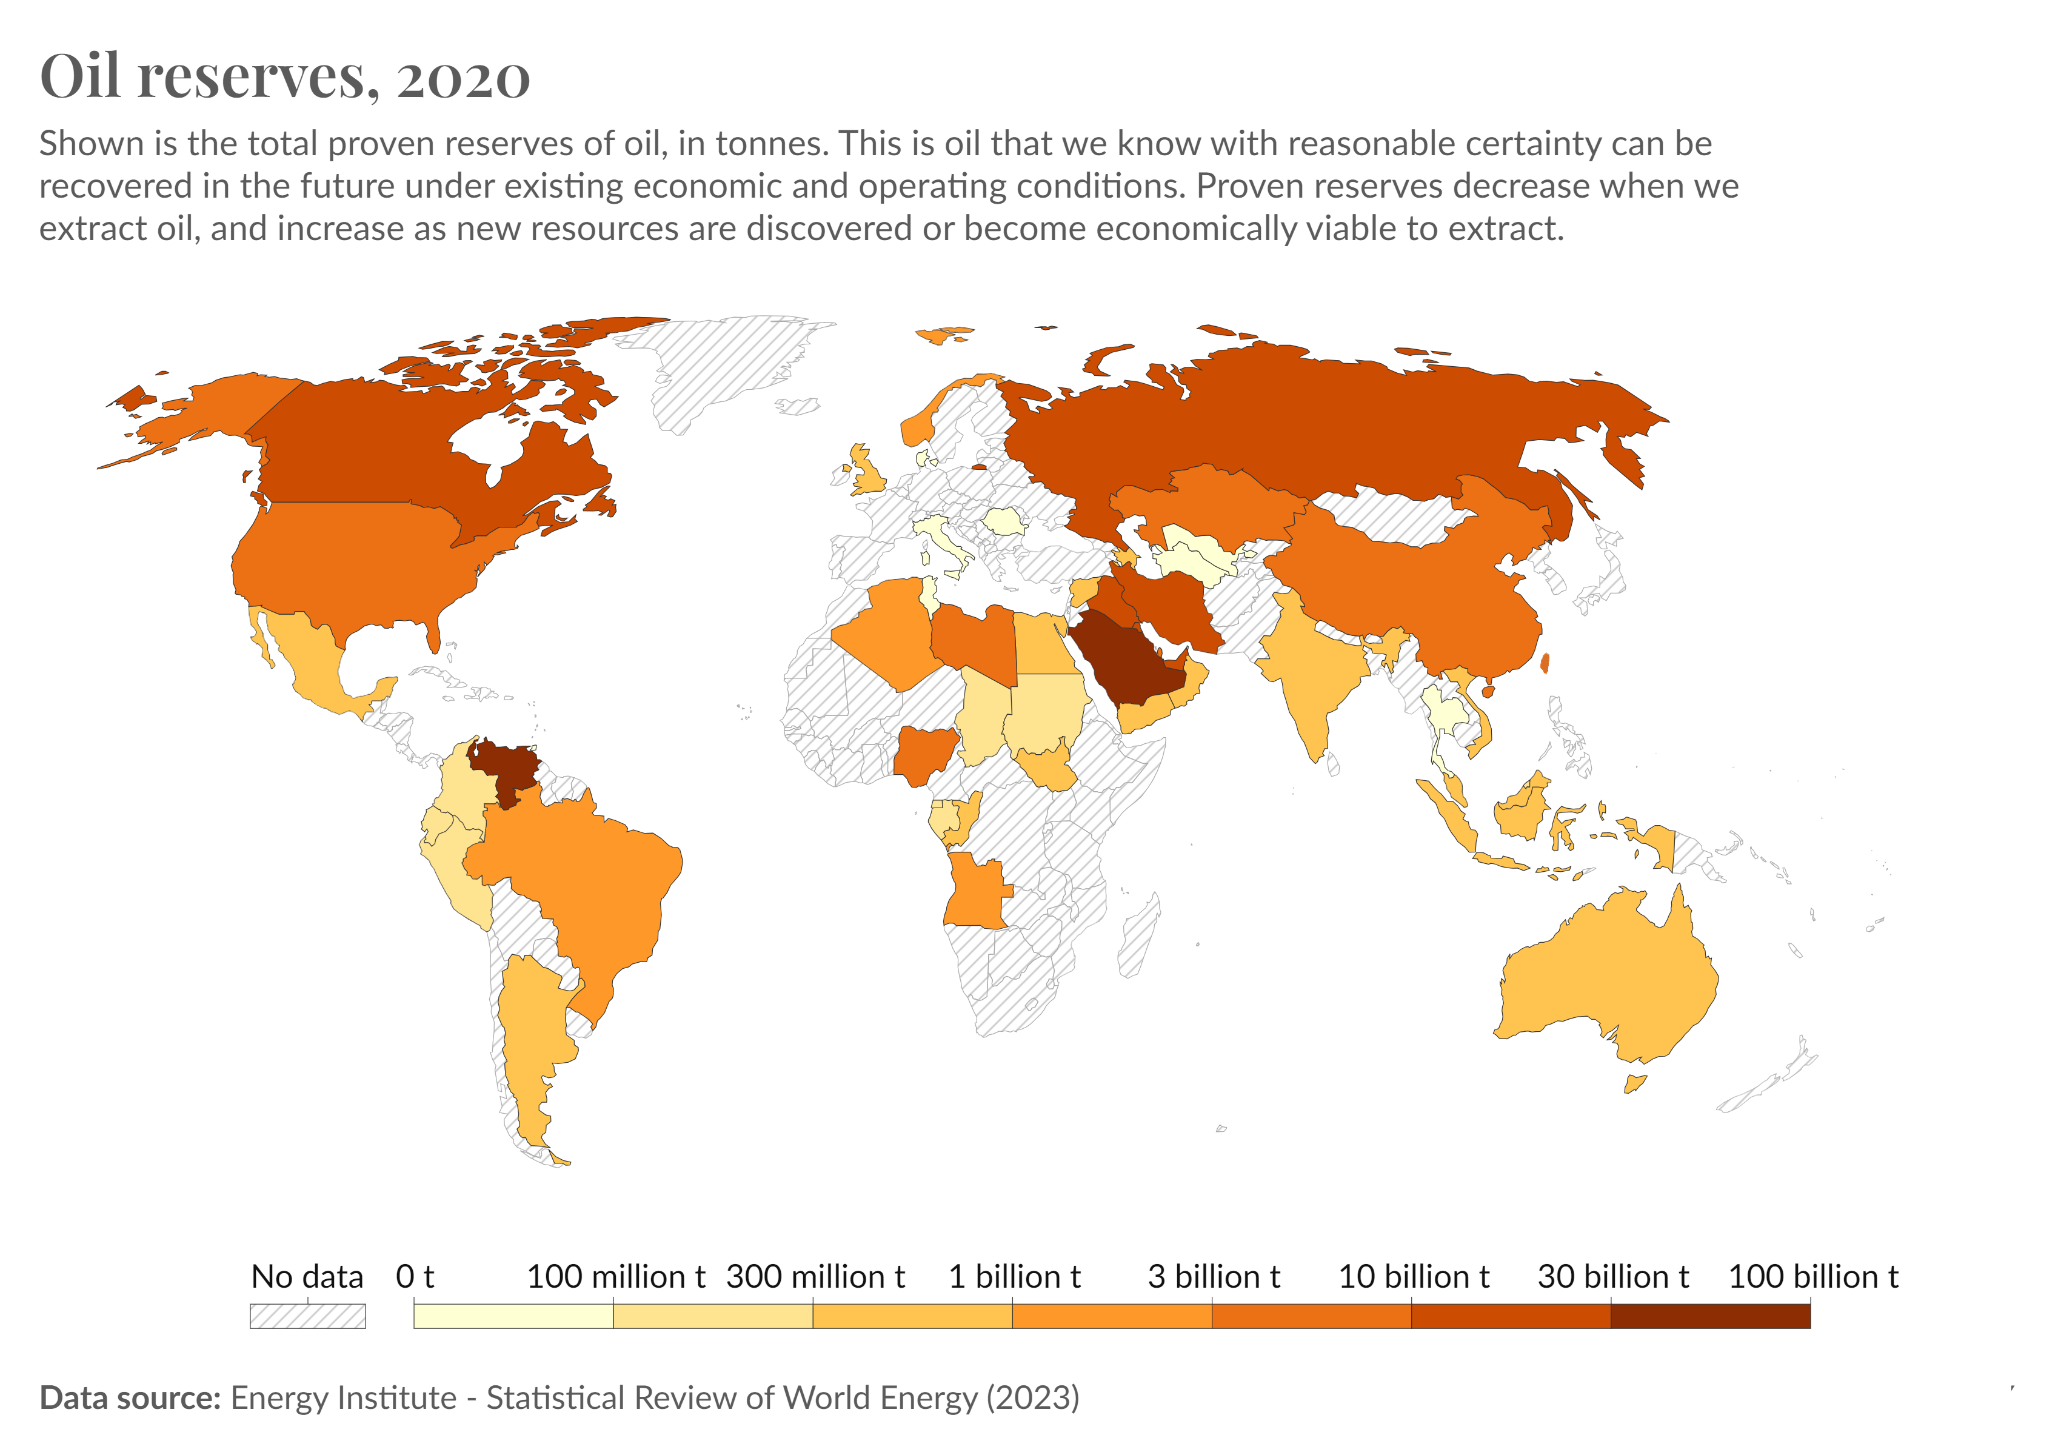 Oil reserves, 2020
Shown is the total proven reserves of oil, in tonnes. This is oil that we know with reasonable certainty can be
recovered in the future under existing economic and operating conditions. Proven reserves decrease when we
extract oil, and increase as new resources are discovered or become economically viable to extract.
No data 0 t 100 million t 300 million t 1 billion t 3 billion t 10 billion t 30 billion t 100 billion t
Data source: Energy Institute - Statistical Review of World Energy (2023)